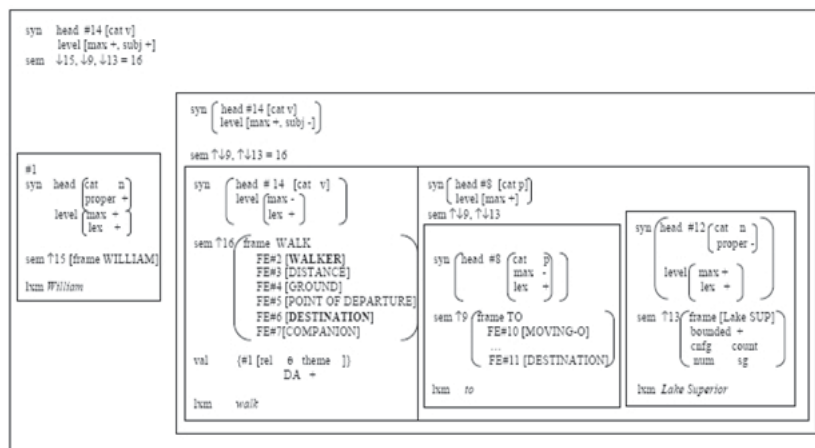 syn head #14 [cat v]
level [max +, subj +]
sem ↓15, ↓9, ↓13 = 16
syn head #14 [cat v]
level [max +, subj -]
sem ↑↓9, ↑↓13 = 16
#1
syn head cat n
proper +
level max +
lex +
sem ↑15 [frame WILLIAM]
lxm William
syn head # 14 [cat v]
level max -
lex +
sem ↑16 frame WALK
FE#2 [WALKER]
FE#3 [DISTANCE]
FE#4 [GROUND]
FE#5 [POINT OF DEPARTURE]
FE#6 [DESTINATION]
FE#7[COMPANION]
val {#1 [rel θ theme ]}
DA +
lxm walk
syn head #8 [cat p]
level [max +]
sem ↑↓9, ↑↓13
syn head #8 cat p
max -
lex +
sem ↑9 frame TO
FE#10 [MOVING-O]
...
FE#11 [DESTINATION]
lxm to
syn head #12 cat n
proper -
level max +
lex +
sem ↑13 frame [Lake SUP]
bounded +
cnfg count
num sg
lxm Lake Superior